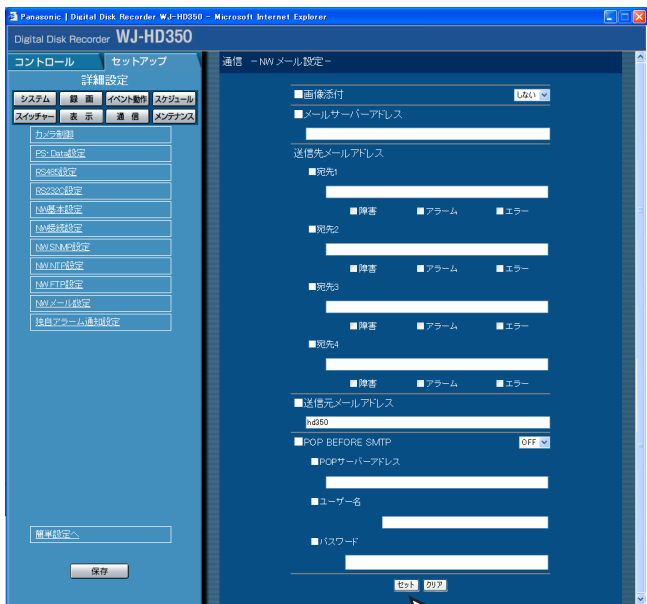 Panasonic | Digital Disk Recorder WJ-HD350 - Microsoft Internet Explorer
Digital Disk Recorder WJ-HD350
コントロール セットアップ
詳細設定
システム 録 画 イベント動作 スケジュール
スイッチャー 表 示 通 信 メンテナンス
カメラ制御
PS・Data設定
RS485設定
RS232C設定
NW基本設定
NW接続設定
NW SNMP設定
NW NTP設定
NW FTP設定
NW メール設定
独自アラーム通知設定
簡単設定へ
保存
通信 -NW メール設定-
■画像添付 しない
■メールサーバーアドレス
送信先メールアドレス
■宛先1
■障害 ■アラーム ■エラー
■宛先2
■障害 ■アラーム ■エラー
■宛先3
■障害 ■アラーム ■エラー
■宛先4
■障害 ■アラーム ■エラー
■送信元メールアドレス
hd350
■POP BEFORE SMTP OFF
■POPサーバーアドレス
■ユーザー名
■パスワード
セット クリア